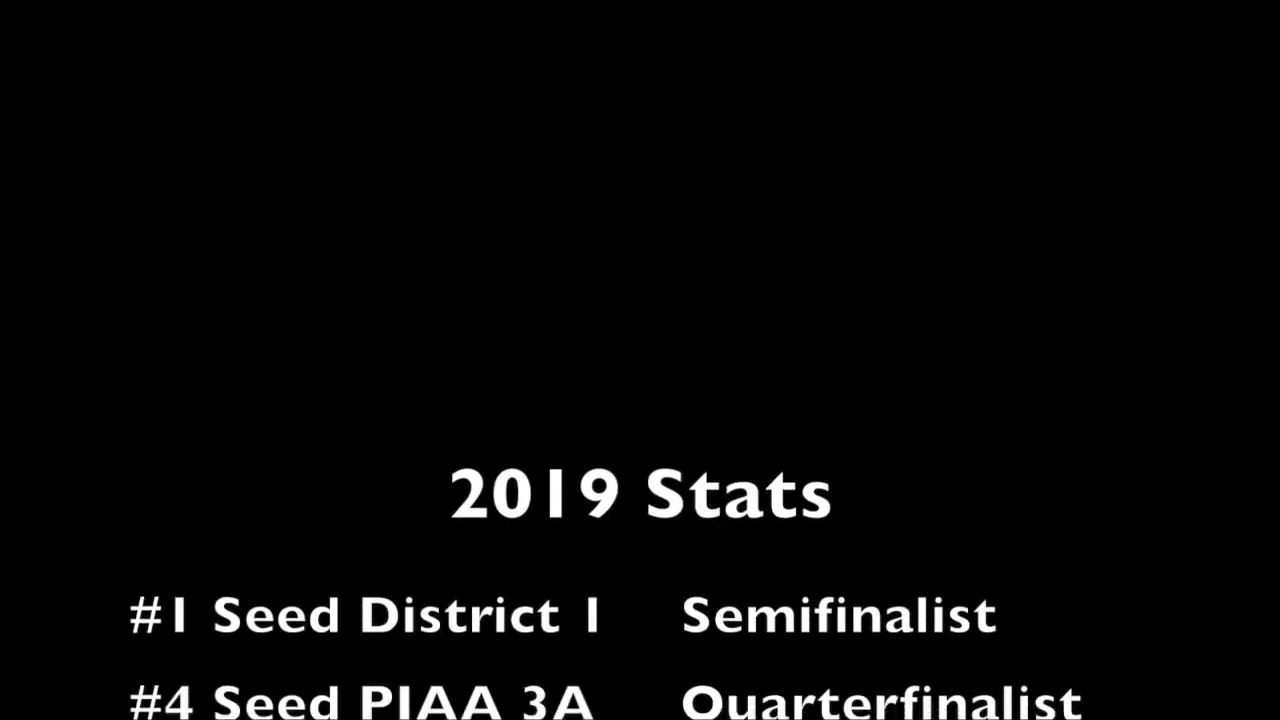 2019 Stats
#1 Seed District 1 Semifinalist
#4 Seed PIAA 3A Quarterfinalist